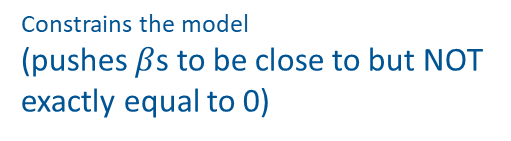 Constrains the model
(pushes βs to be close to but NOT
exactly equal to 0)